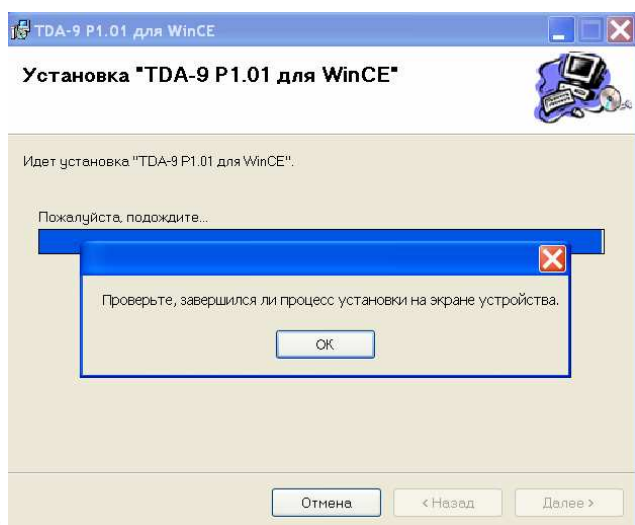 TDA-9 P1.01 для WinCE
Установка "TDA-9 P1.01 для WinCE"
Идет установка "TDA-9 P1.01 для WinCE".
Пожалуйста, подождите...
Проверьте, завершился ли процесс установки на экране устройства.
OK
Отмена
< Назад
Далее >